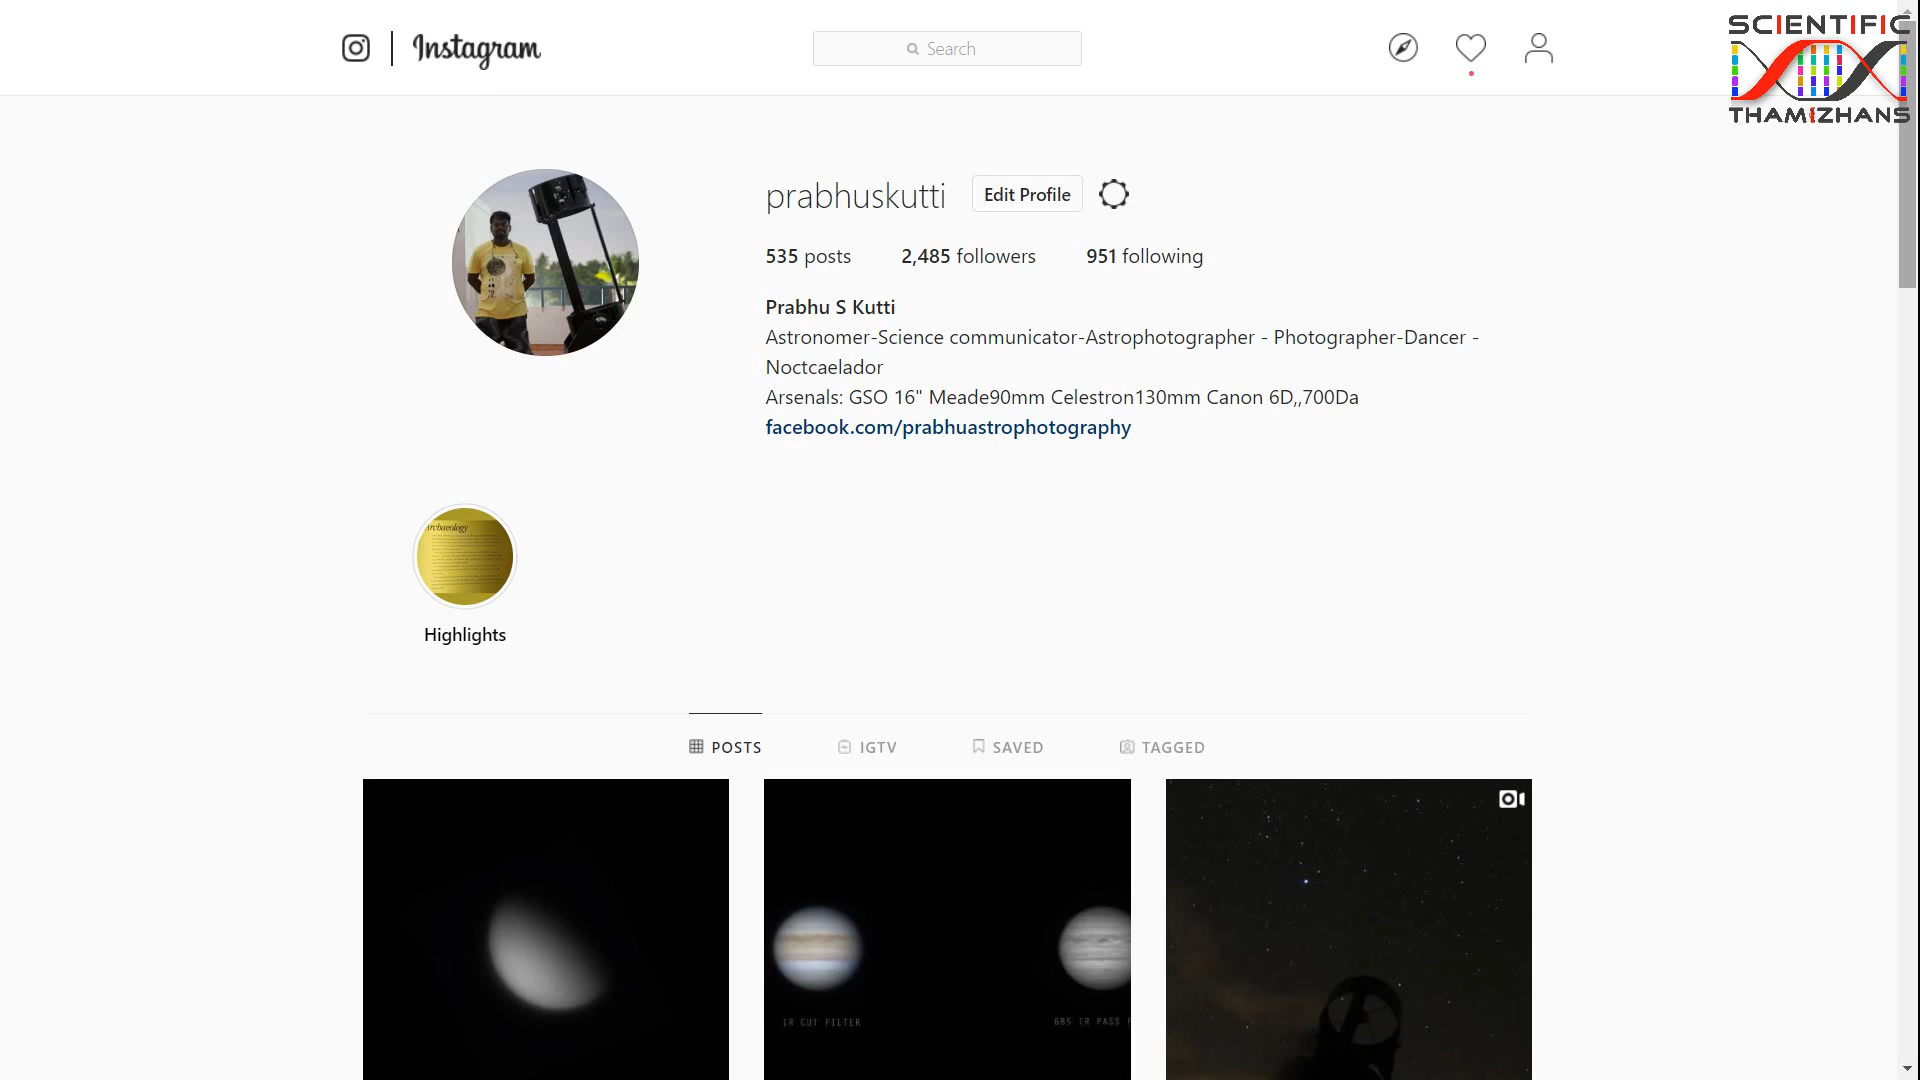 SCIENTIFIC
THAMIZHANS
Instagram
Search
prabhuskutti
Edit Profile
535 posts 2,485 followers 951 following
Prabhu S Kutti
Astronomer-Science communicator-Astrophotographer - Photographer-Dancer -
Noctcaelador
Arsenals: GSO 16" Meade90mm Celestron130mm Canon 6D,,700Da
facebook.com/prabhuastrophotography
Archaeology
Highlights
POSTS IGTV SAVED TAGGED
IR CUT FILTER
685 IR PASS F